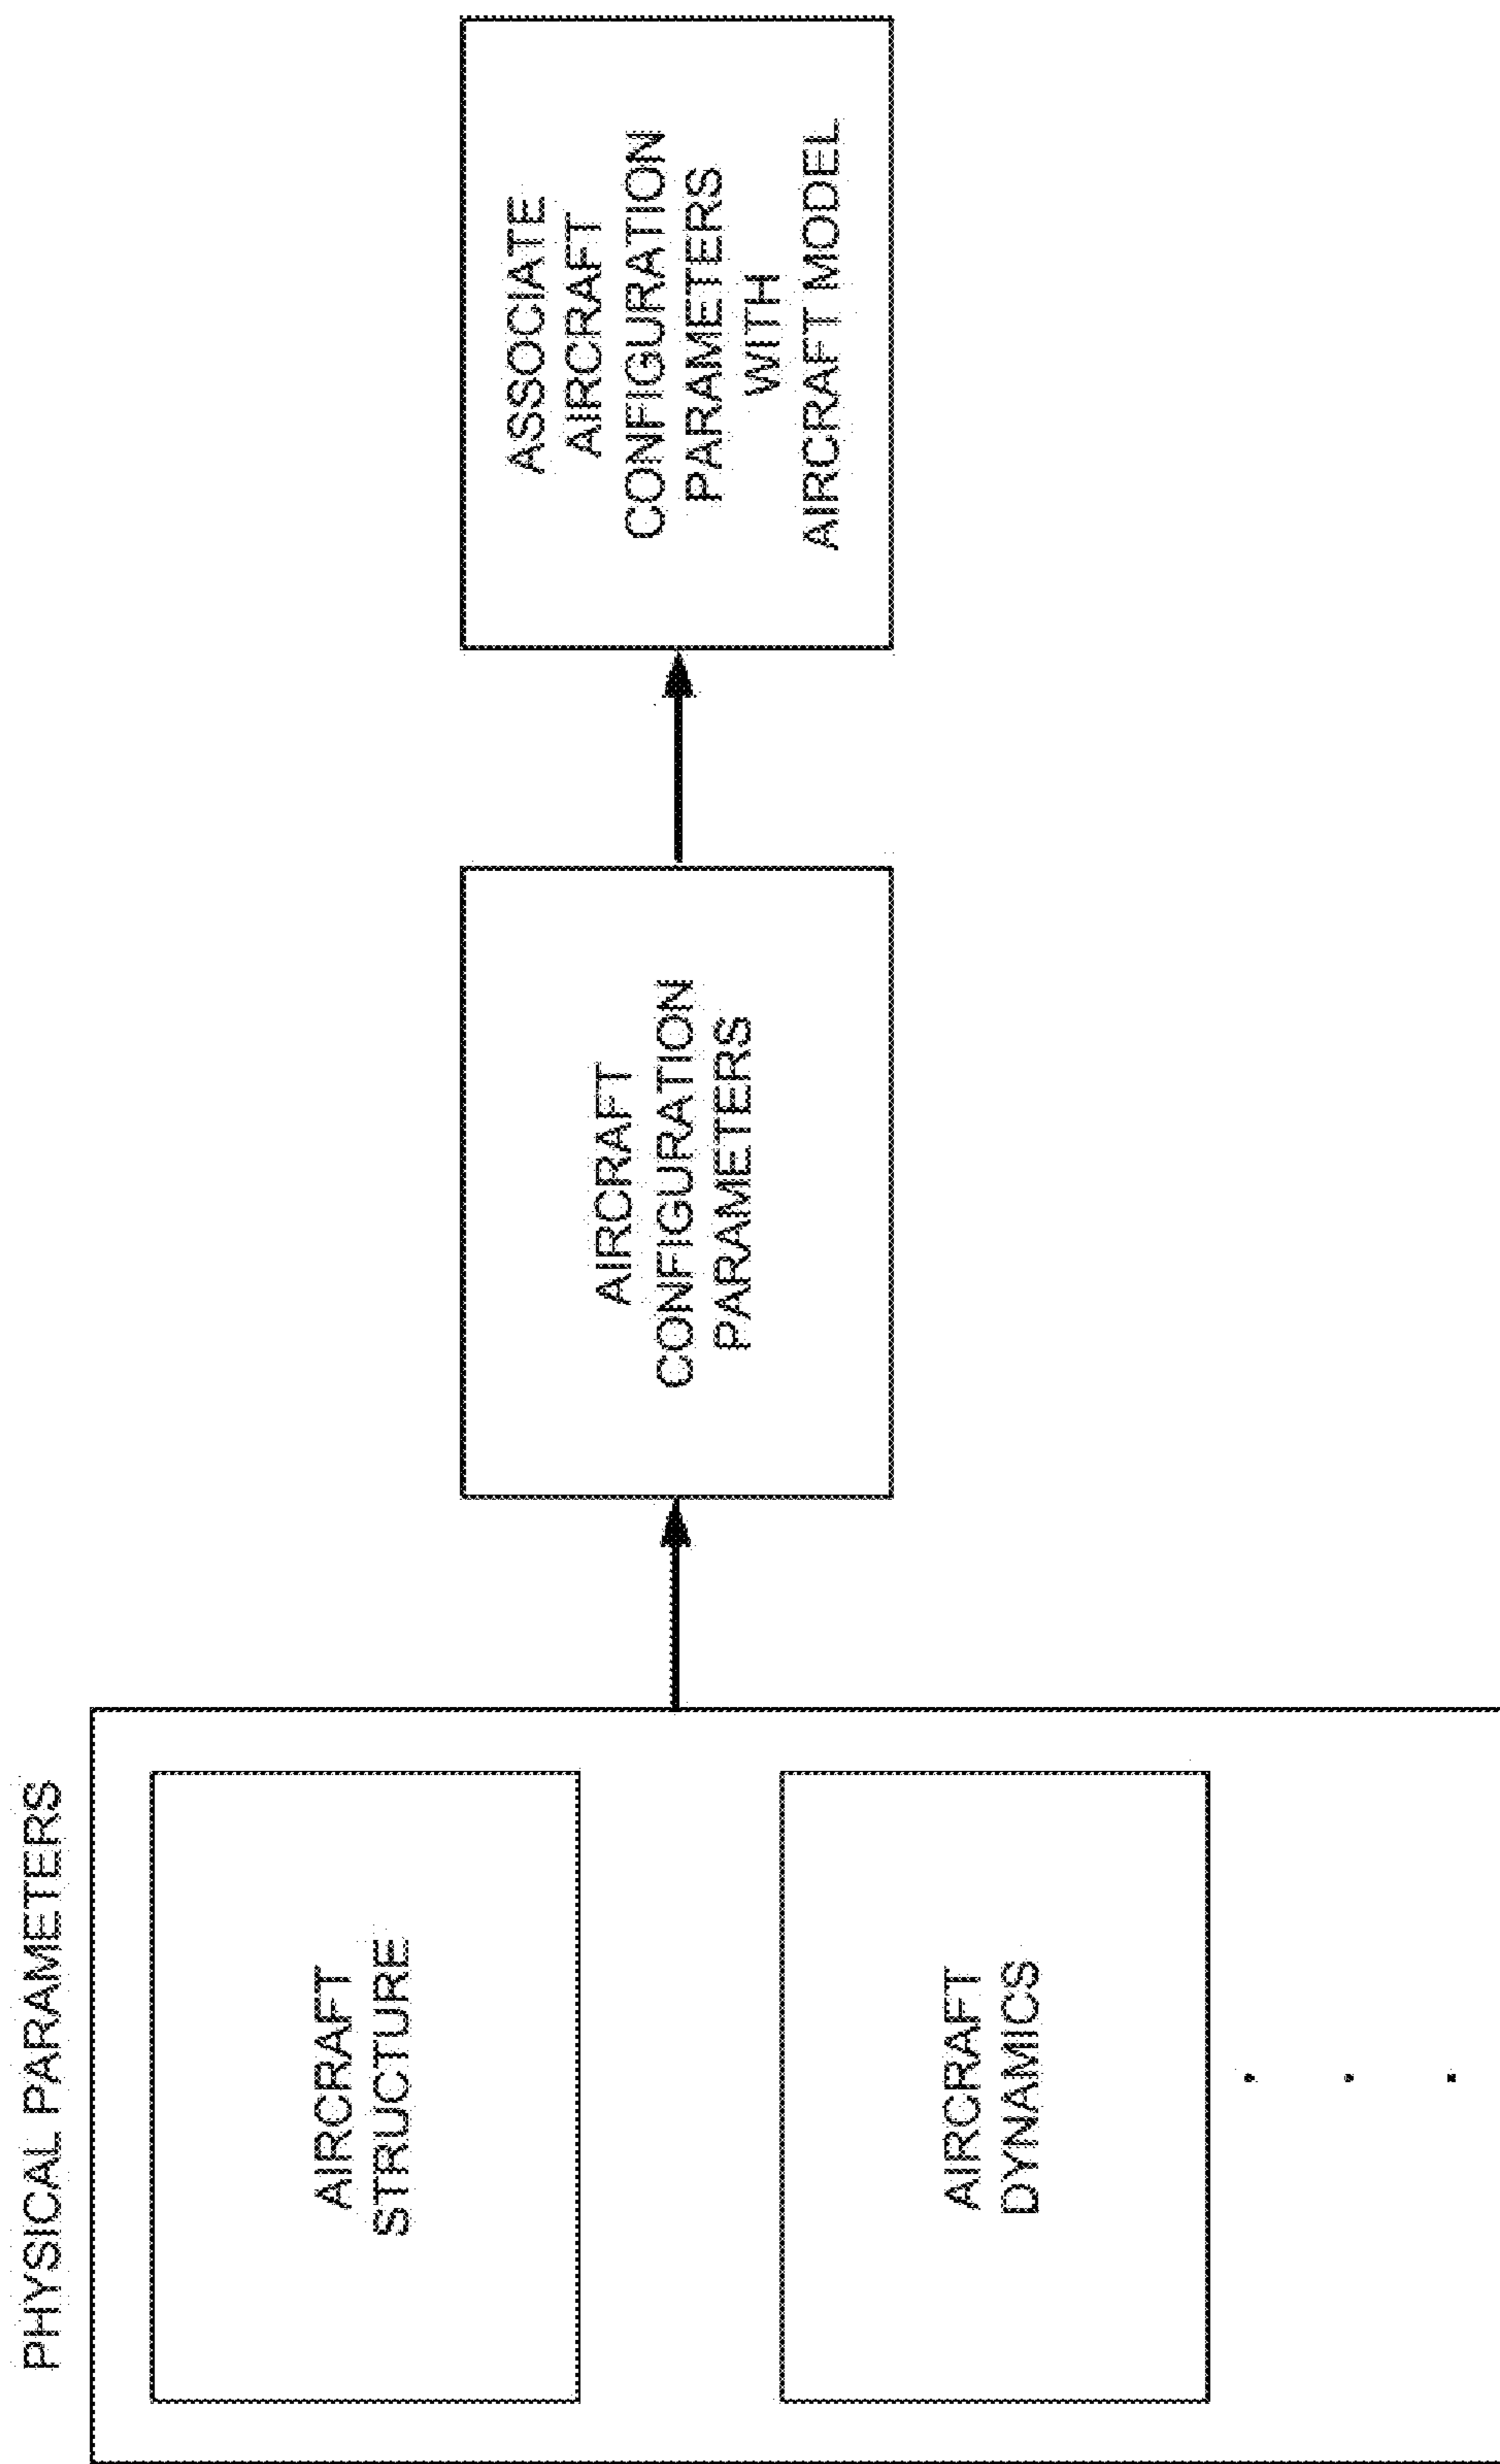 PHYSICAL PARAMETERS
AIRCRAFT
STRUCTURE
AIRCRAFT
DYNAMICS
AIRCRAFT
CONFIGURATION
PARAMETERS
ASSOCIATE
AIRCRAFT
CONFIGURATION
PARAMETERS
WITH
AIRCRAFT MODEL